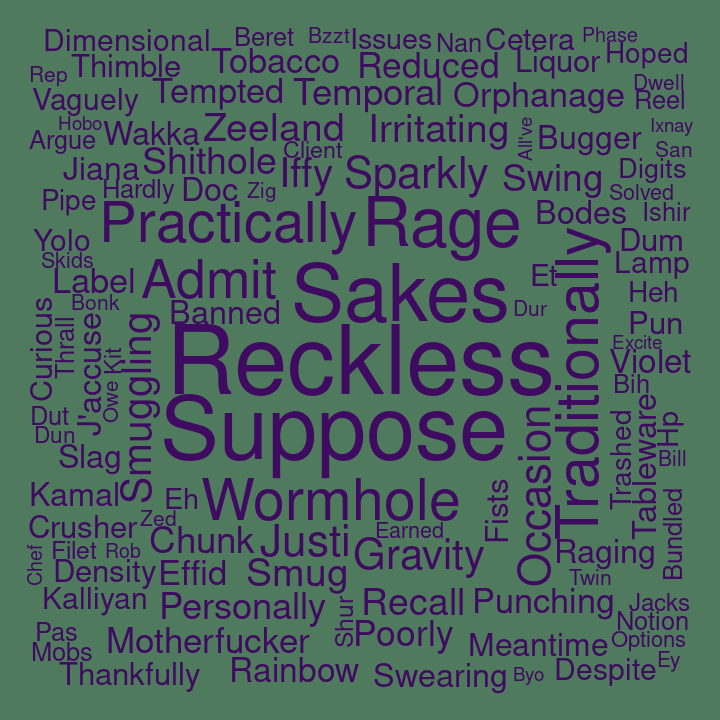 Dimensional
Beret
Bzzt
Issues
Nan
Cetera
Phase
Rep
Thimble
Tobacco
Reduced
Liquor
Hoped
Vaguely
Tempted
Temporal
Orphanage
Dwell
Reel
Hobo
Argue
Wakka
Zeeland
Irritating
All've
Bugger
Ixnay
San
Jiana
Shithole
Client
Iffy
Sparkly
Swing
Digits
Pipe
Hardly
Doc
Zig
Solved
Practically
Rage
Bodes
Ishir
Yolo
Skids
Dum
Label
Admit
Sakes
Et
Traditionally
Lamp
Bonk
Banned
Dur
Heh
Curious
Thrall
J'accuse
Owe
Kit
Smuggling
Reckless
Pun
Excite
Violet
Bih
Dut
Dun
Suppose
Occasion
Trashed
Tableware
Hp
Slag
Bill
Kamal
Eh
Wormhole
Fists
Bundled
Crusher
Zed
Chunk
Justi
Earned
Gravity
Raging
Chef
Filet
Rob
Density
Effid
Smug
Twin
Kalliyan
Personally
Shur
Recall
Punching
Jacks
Notion
Pas
Mobs
Motherfucker
Poorly
Meantime
Options
Thankfully
Rainbow
Swearing
Byo
Despite
Ey